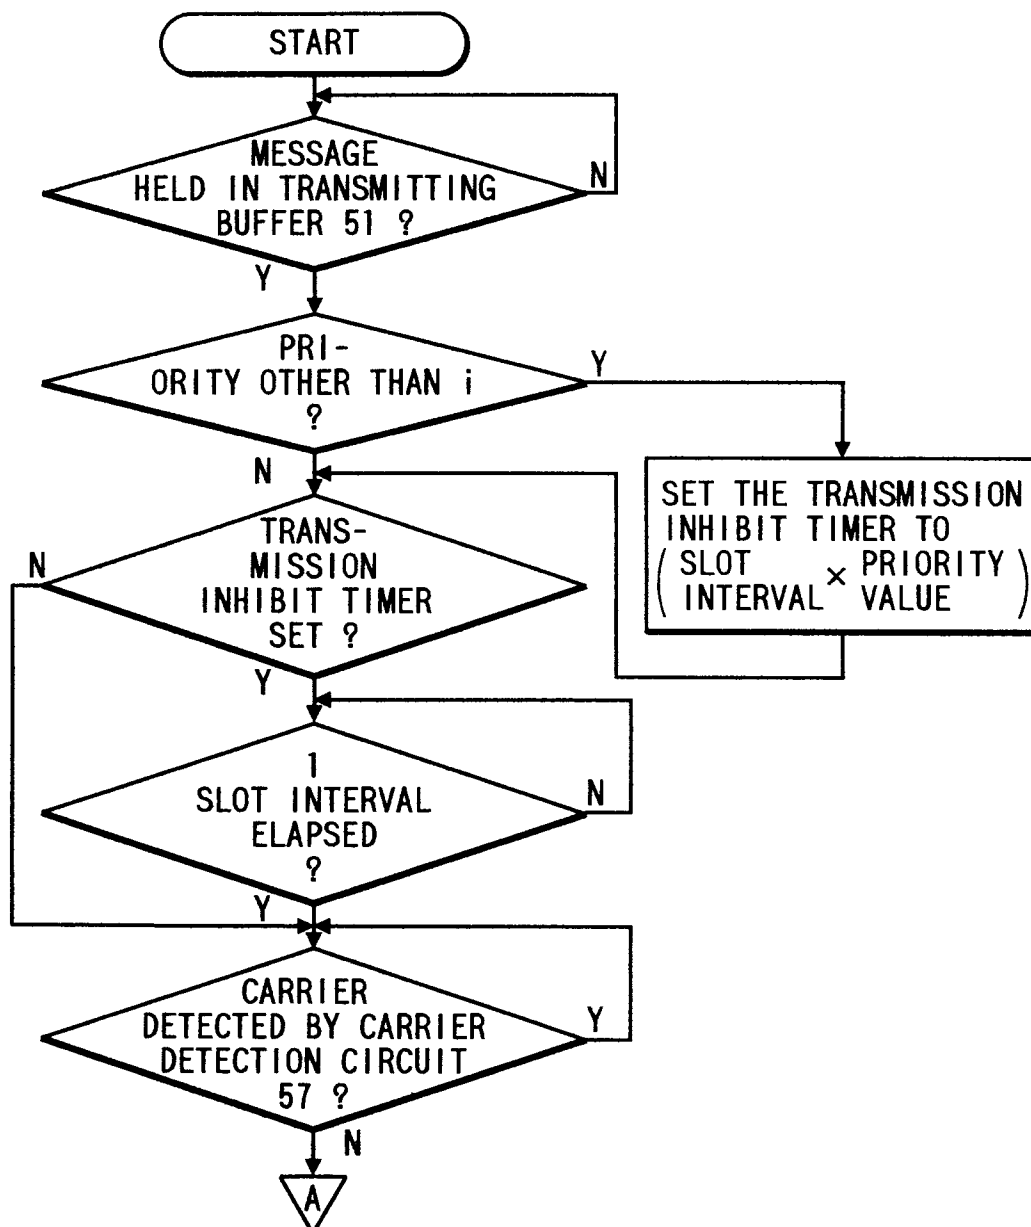 START
MESSAGE
HELD IN TRANSMITTING
BUFFER 51 ?
N
Y
PRI-
ORITY OTHER THAN i
?
Y
N
SET THE TRANSMISSION
INHIBIT TIMER TO
( SLOT INTERVAL × PRIORITY VALUE )
TRANS-
MISSION
INHIBIT TIMER
SET ?
N
Y
1
SLOT INTERVAL
ELAPSED
?
N
Y
CARRIER
DETECTED BY CARRIER
DETECTION CIRCUIT
57 ?
Y
N
A